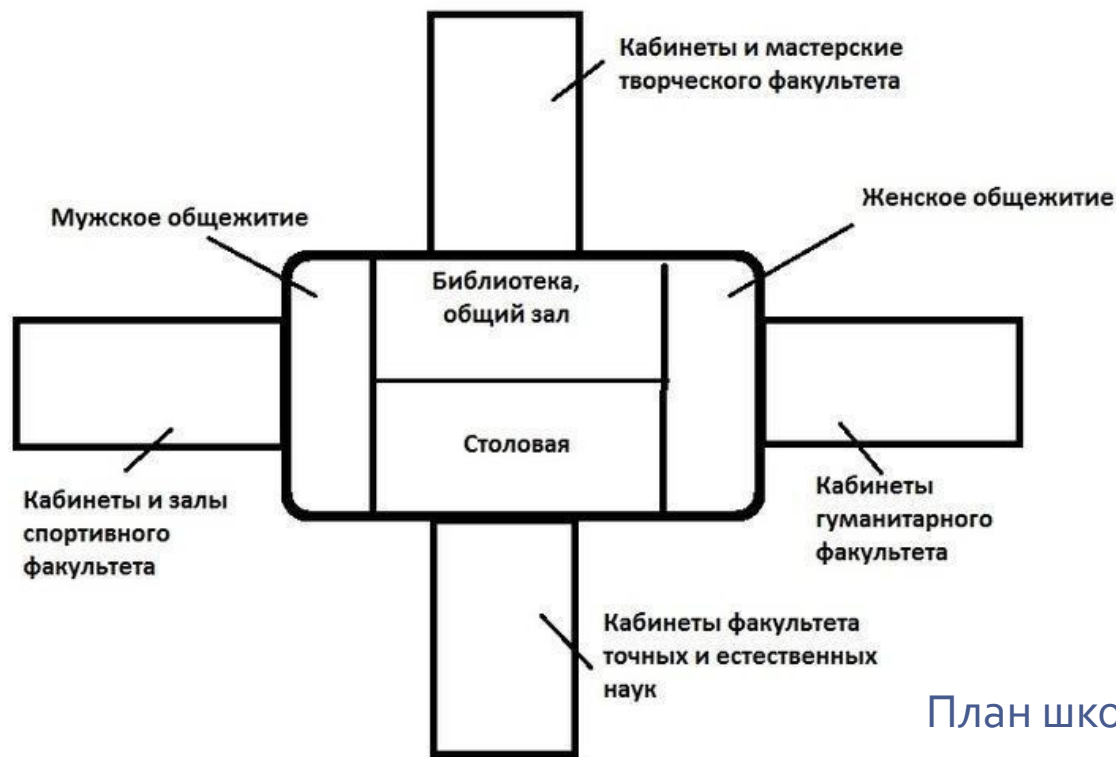 Кабинеты и мастерские
творческого факультета
Мужское общежитие
Женское общежитие
Библиотека,
общий зал
Столовая
Кабинеты и залы
спортивного
факультета
Кабинеты
гуманитарного
факультета
Кабинеты факультета
точных и естественных
наук
План шко